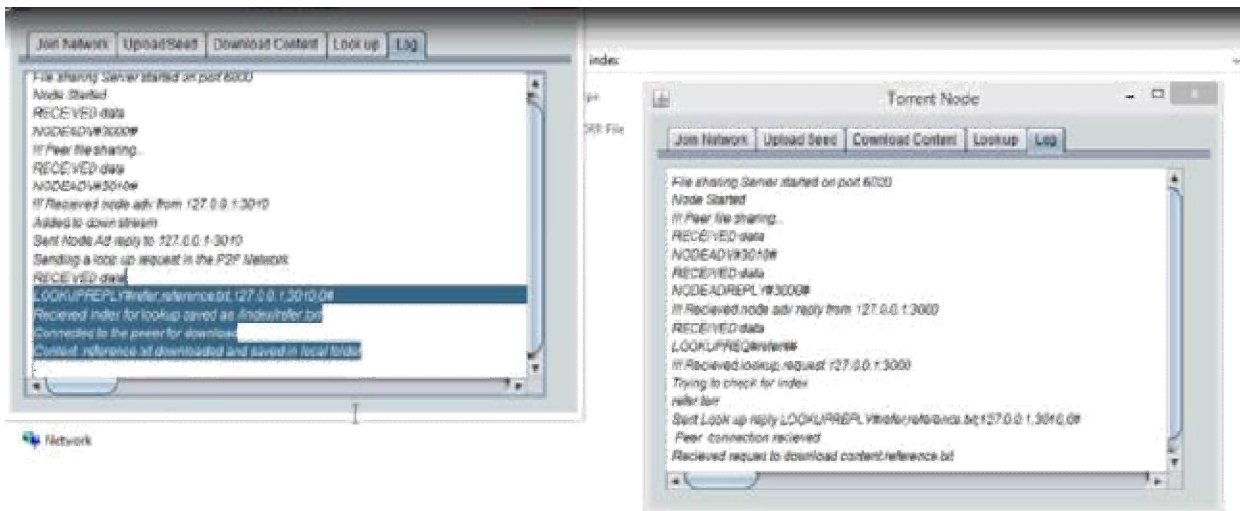 Join Network Upload Seed Download Content Look up Log
File sharing Server started on port 6000
Node Started
RECEIVED data
NODEADV#3000#
!!! Peer file sharing...
RECEIVED data
NODEADV#3010#
!!! Recieved node adv from 127.0.0.1:3010
Added to down stream
Sent Node Ad reply to 127.0.0.1-3010
Sending a look up request in the P2P Network
RECEIVED data
LOOKUPREPLY#refer;reference.txt;127.0.0.1;3010;0#
Recieved index for lookup saved as /index/refer.torr
Connected to the peer for download
Content reference.txt downloaded and saved in local folder
Network
index
File
Torrent Node
Join Network Upload Seed Download Content Lookup Log
File sharing Server started on port 6020
Node Started
!!! Peer file sharing...
RECEIVED data
NODEADV#3010#
RECEIVED data
NODEADREPLY#3000#
!!! Recieved node adv reply from 127.0.0.1:3000
RECEIVED data
LOOKUPREQ#refer##
!!! Recieved lookup request 127.0.0.1:3000
Trying to check for index
refer.torr
Sent Look up reply LOOKUPREPLY#refer;reference.txt;127.0.0.1;3010;0#
Peer connection recieved
Recieved request to download content:reference.txt